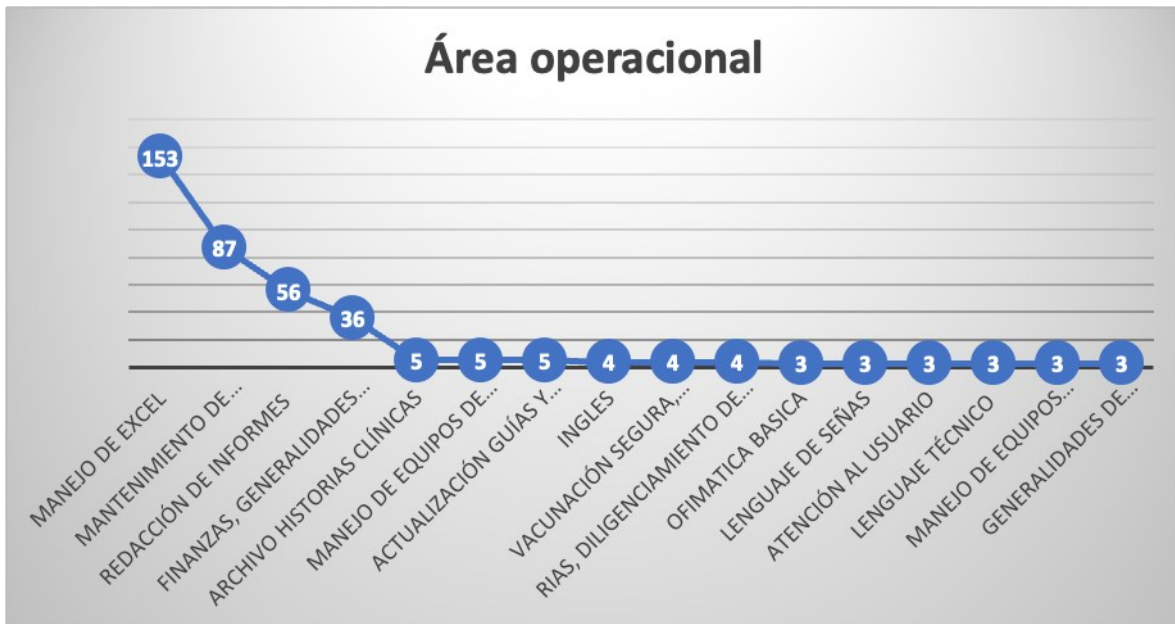 Área operacional
153
87
56
36
5
5
5
4
4
4
3
3
3
3
3
3
MANEJO DE EXCEL
MANTENIMIENTO DE...
REDACCIÓN DE INFORMES
FINANZAS, GENERALIDADES...
ARCHIVO HISTORIAS CLÍNICAS
MANEJO DE EQUIPOS DE...
ACTUALIZACIÓN GUÍAS Y...
INGLES
VACUNACIÓN SEGURA,...
RIAS, DILIGENCIAMIENTO DE...
OFIMATICA BASICA
LENGUAJE DE SEÑAS
ATENCIÓN AL USUARIO
LENGUAJE TÉCNICO
MANEJO DE EQUIPOS...
GENERALIDADES DE...